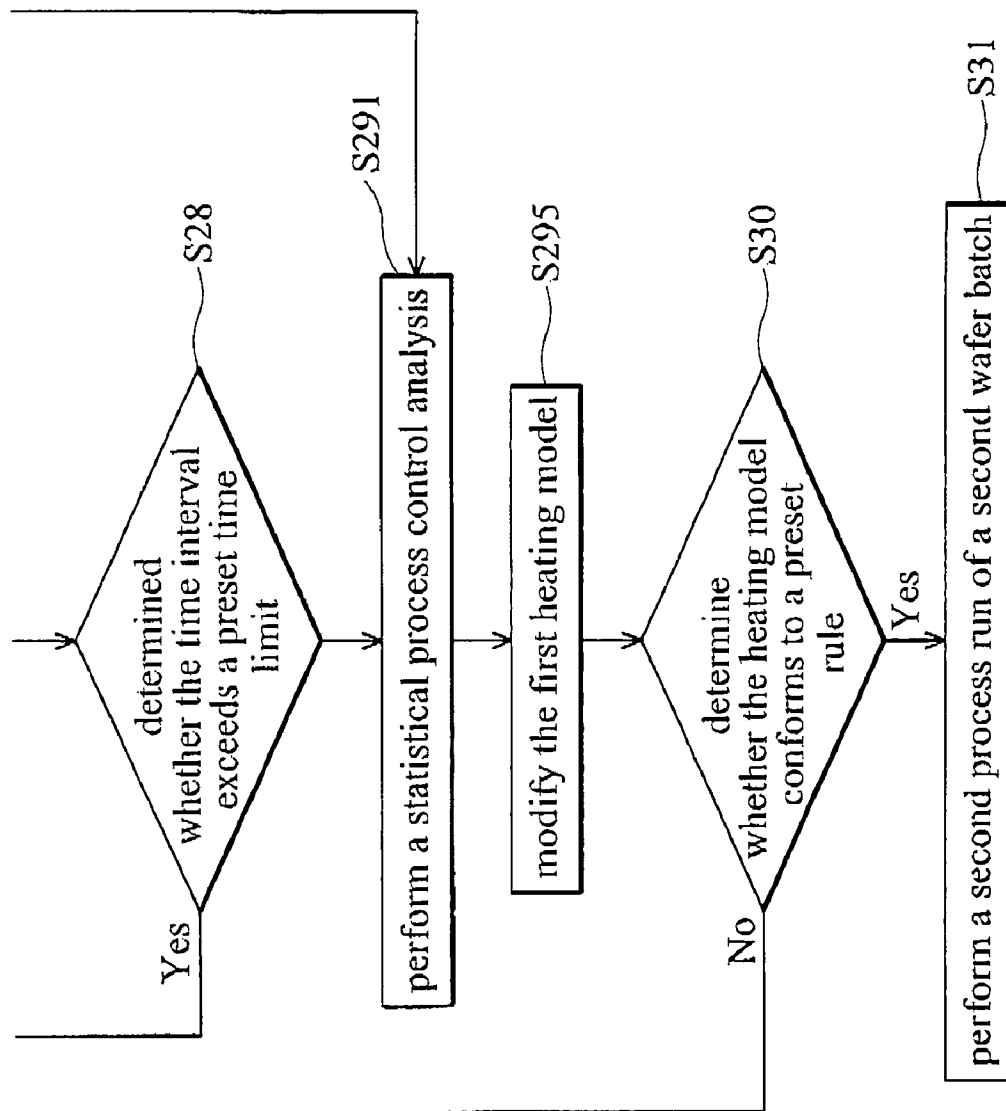 determined
whether the time interval
exceeds a preset time
limit
S28
Yes
perform a statistical process control analysis
S291
modify the first heating model
S295
determine
whether the heating model
conforms to a preset
rule
S30
No
Yes
perform a second process run of a second wafer batch
S31